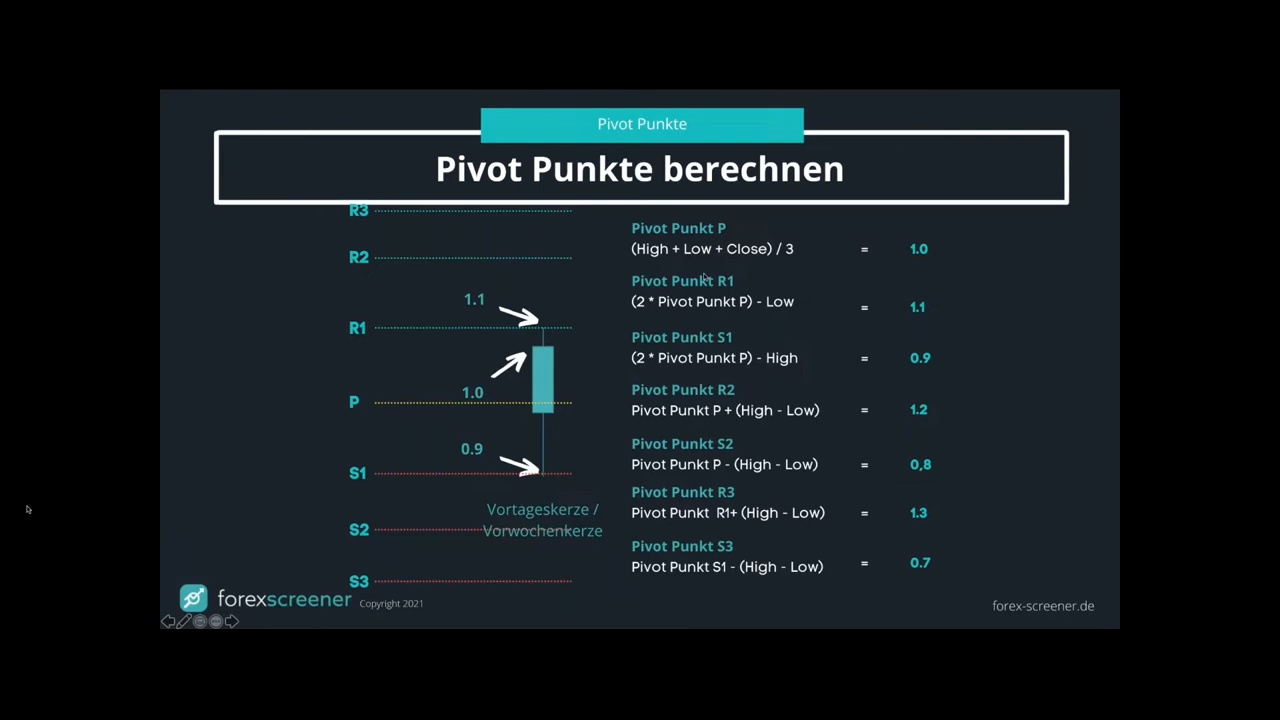 Pivot Punkte
Pivot Punkte berechnen
R3
R2
1.1
R1
1.0
P
0.9
S1
Vortageskerze /
Vorwochenkerze
S2
S3
Pivot Punkt P
(High + Low + Close) / 3 = 1.0
Pivot Punkt R1
(2 * Pivot Punkt P) - Low = 1.1
Pivot Punkt S1
(2 * Pivot Punkt P) - High = 0.9
Pivot Punkt R2
Pivot Punkt P + (High - Low) = 1.2
Pivot Punkt S2
Pivot Punkt P - (High - Low) = 0,8
Pivot Punkt R3
Pivot Punkt R1+ (High - Low) = 1.3
Pivot Punkt S3
Pivot Punkt S1 - (High - Low) = 0.7
forexscreener Copyright 2021
forex-screener.de